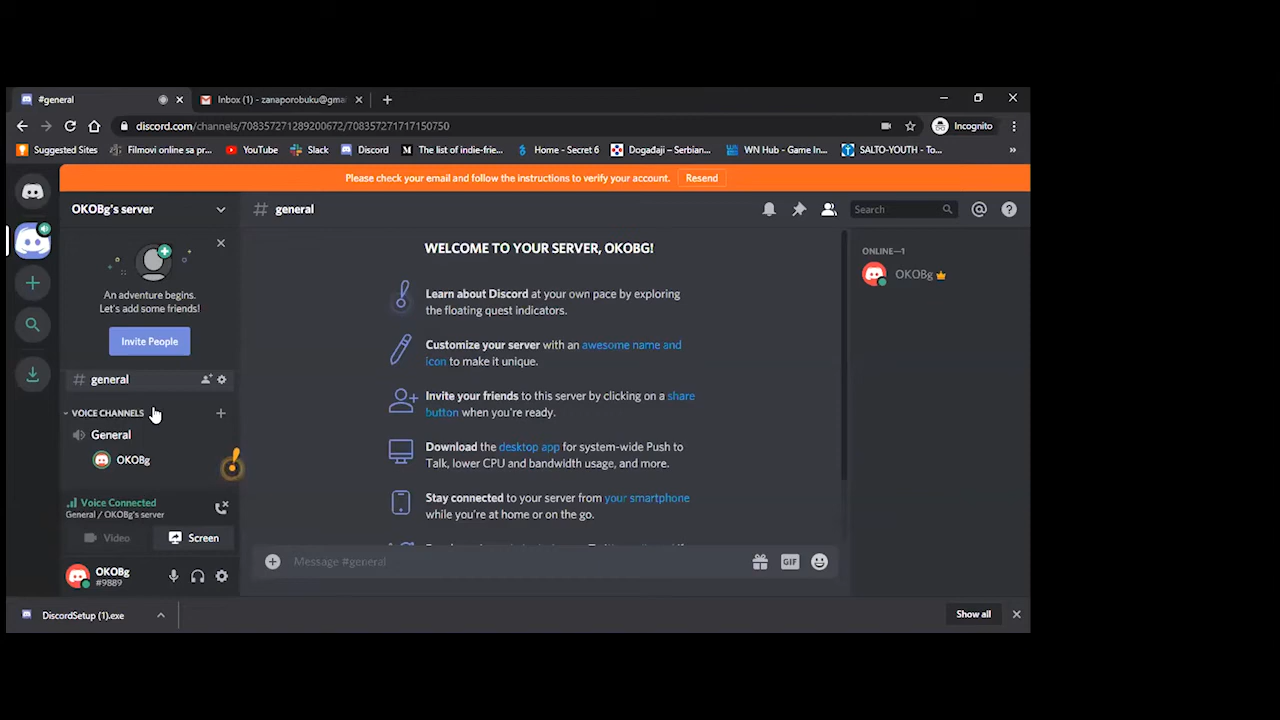 #general
Inbox (1) - zanaporobuku@gma
discord.com/channels/708357271289200672/708357271717150750
Incognito
Suggested Sites
Filmovi online sa pr...
YouTube
Slack
Discord
The list of indie-frie...
Home - Secret 6
Događaji – Serbian...
WN Hub - Game In...
SALTO-YOUTH - To...
»
Please check your email and follow the instructions to verify your account.
Resend
OKOBg's server
An adventure begins.
Let's add some friends!
Invite People
# general
VOICE CHANNELS
General
OKOBg
Voice Connected
General / OKOBg's server
Video
Screen
OKOBg
#9889
# general
Search
WELCOME TO YOUR SERVER, OKOBG!
Learn about Discord at your own pace by exploring
the floating quest indicators.
Customize your server with an awesome name and
icon to make it unique.
Invite your friends to this server by clicking on a share
button when you're ready.
Download the desktop app for system-wide Push to
Talk, lower CPU and bandwidth usage, and more.
Stay connected to your server from your smartphone
while you're at home or on the go.
Message #general
GIF
ONLINE—1
OKOBg
DiscordSetup (1).exe
Show all